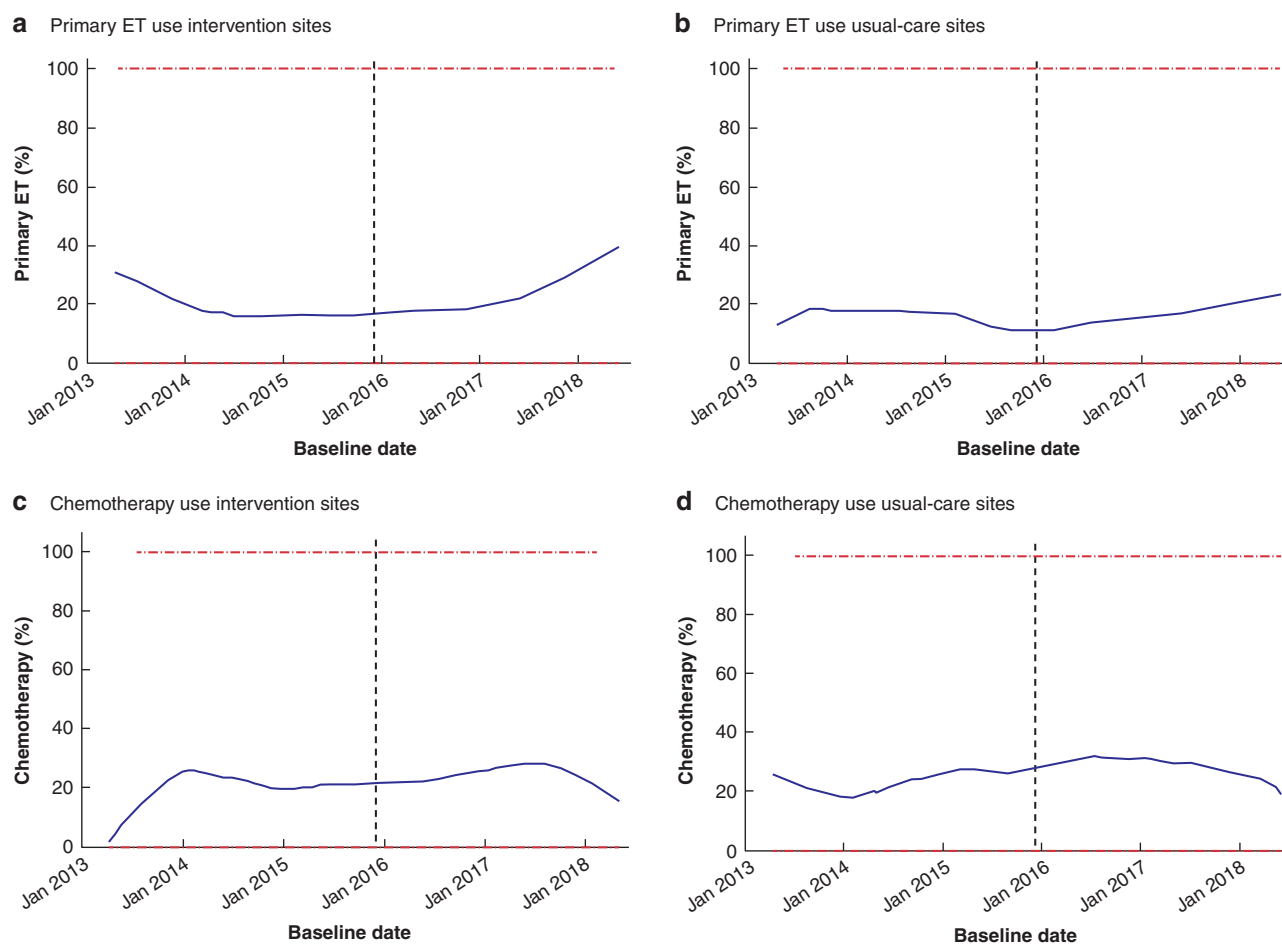 a Primary ET use intervention sites
100
80
60
40
20
0
Primary ET (%)
Jan 2013
Jan 2014
Jan 2015
Jan 2016
Jan 2017
Jan 2018
Baseline date
b Primary ET use usual-care sites
100
80
60
40
20
0
Primary ET (%)
Jan 2013
Jan 2014
Jan 2015
Jan 2016
Jan 2017
Jan 2018
Baseline date
c Chemotherapy use intervention sites
100
80
60
40
20
0
Chemotherapy (%)
Jan 2013
Jan 2014
Jan 2015
Jan 2016
Jan 2017
Jan 2018
Baseline date
d Chemotherapy use usual-care sites
100
80
60
40
20
0
Chemotherapy (%)
Jan 2013
Jan 2014
Jan 2015
Jan 2016
Jan 2017
Jan 2018
Baseline date